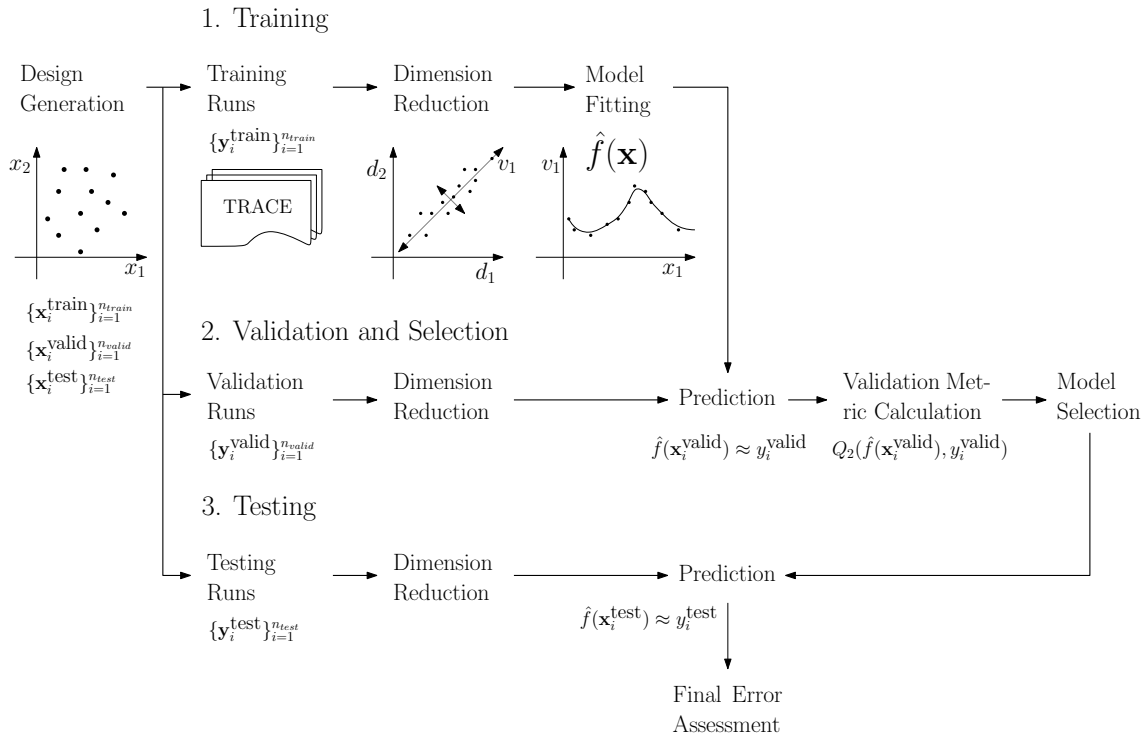 1. Training
Design
Generation
Training
Runs
Dimension
Reduction
Model
Fitting
{y_i^train}_{i=1}^{n_train}
x_2
x_1
TRACE
d_2
v_1
d_1
v_1
f̂(x)
x_1
{x_i^train}_{i=1}^{n_train}
{x_i^valid}_{i=1}^{n_valid}
{x_i^test}_{i=1}^{n_test}
2. Validation and Selection
Validation
Runs
{y_i^valid}_{i=1}^{n_valid}
Dimension
Reduction
Prediction
f̂(x_i^valid) ≈ y_i^valid
Validation Met-
ric Calculation
Q_2(f̂(x_i^valid), y_i^valid)
Model
Selection
3. Testing
Testing
Runs
{y_i^test}_{i=1}^{n_test}
Dimension
Reduction
Prediction
f̂(x_i^test) ≈ y_i^test
Final Error
Assessment